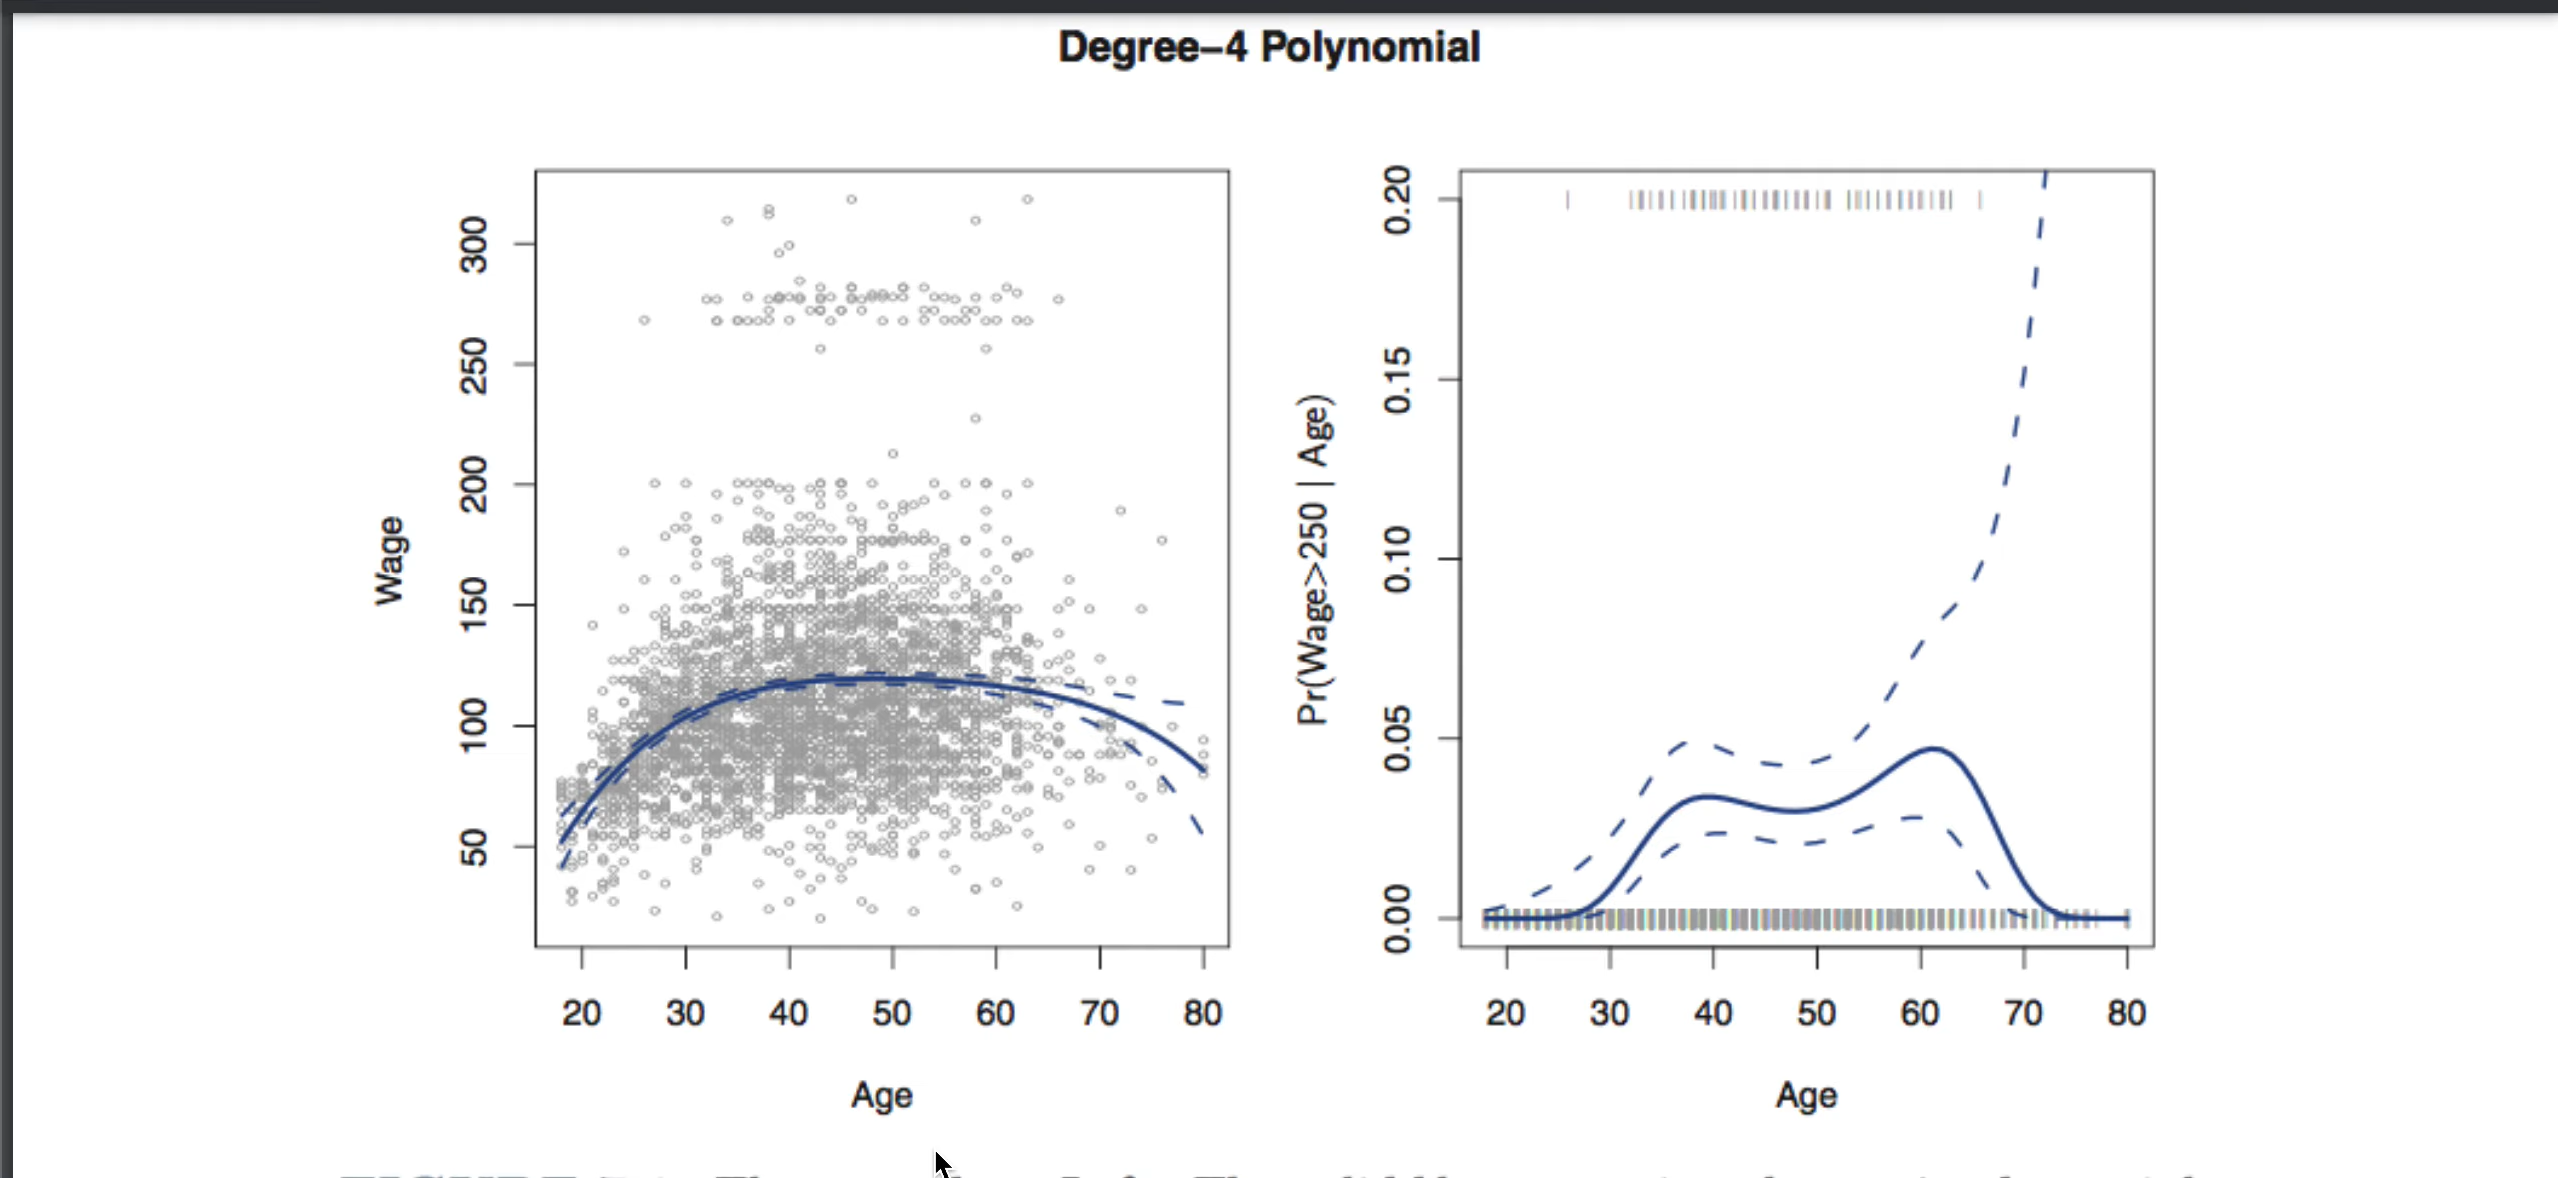 Degree−4 Polynomial
Wage
300
250
200
150
100
50
20 30 40 50 60 70 80
Age
Pr(Wage>250 | Age)
0.20
0.15
0.10
0.05
0.00
20 30 40 50 60 70 80
Age